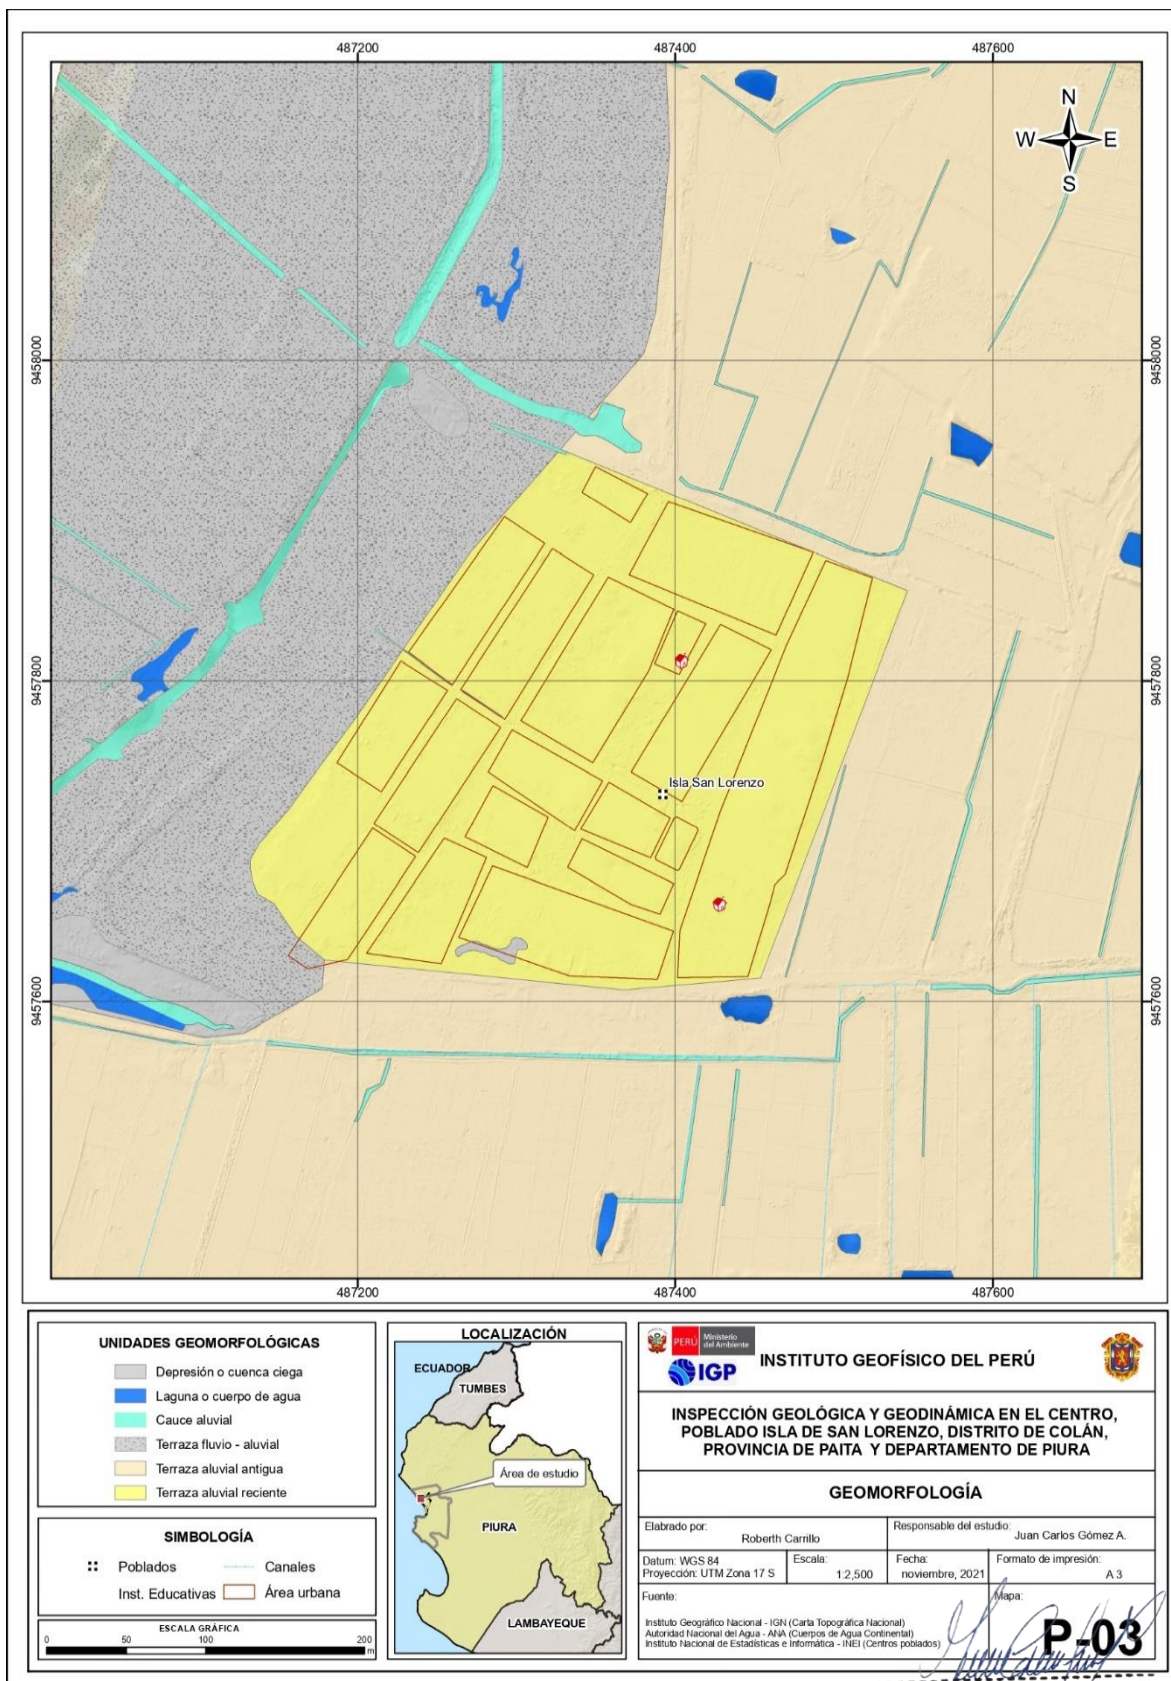 487200 487400 487600
N
W E
S
9458000 9458000
9457800 9457800
Isla San Lorenzo
9457600 9457600
487200 487400 487600
UNIDADES GEOMORFOLÓGICAS
Depresión o cuenca ciega
Laguna o cuerpo de agua
Cauce aluvial
Terraza fluvio - aluvial
Terraza aluvial antigua
Terraza aluvial reciente
SIMBOLOGÍA
Poblados Canales
Inst. Educativas Área urbana
ESCALA GRÁFICA
0 50 100 200
m
LOCALIZACIÓN
ECUADOR
TUMBES
Área de estudio
PIURA
LAMBAYEQUE
PERÚ Ministerio
del Ambiente
IGP
INSTITUTO GEOFÍSICO DEL PERÚ
INSPECCIÓN GEOLÓGICA Y GEODINÁMICA EN EL CENTRO,
POBLADO ISLA DE SAN LORENZO, DISTRITO DE COLÁN,
PROVINCIA DE PAITA Y DEPARTAMENTO DE PIURA
GEOMORFOLOGÍA
Elaborado por:
Roberth Carrillo
Responsable del estudio:
Juan Carlos Gómez A.
Datum: WGS 84
Proyección: UTM Zona 17 S
Escala:
1:2,500
Fecha:
noviembre, 2021
Formato de impresión:
A 3
Fuente:
Instituto Geográfico Nacional - IGN (Carta Topográfica Nacional)
Autoridad Nacional del Agua - ANA (Cuerpos de Agua Continental)
Instituto Nacional de Estadísticas e Informática - INEI (Centros poblados)
Mapa:
P-03